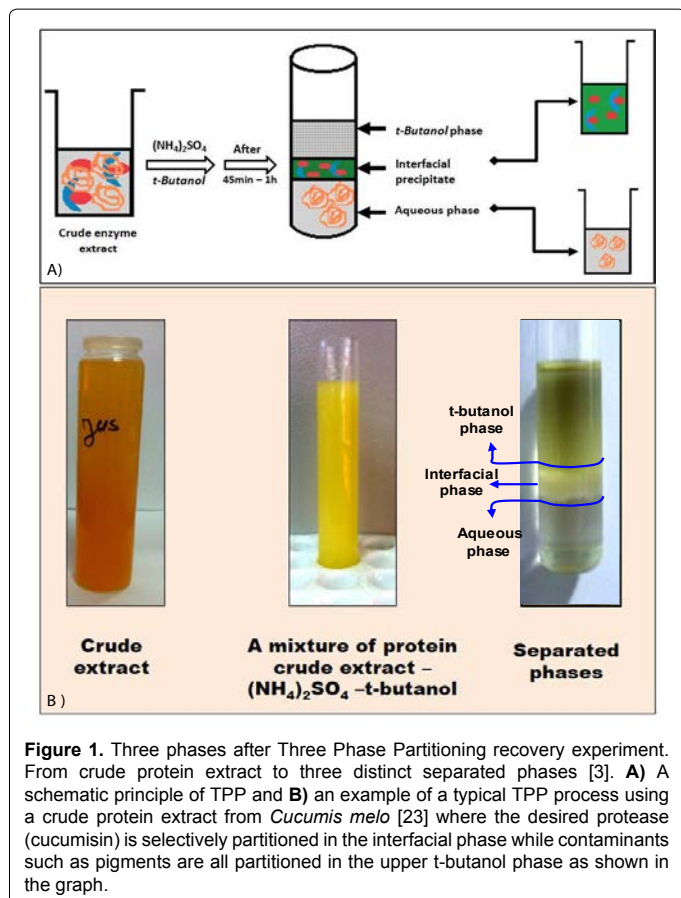 (NH₄)₂SO₄
t-Butanol
After
45min – 1h
Crude enzyme
extract
t-Butanol phase
Interfacial
precipitate
Aqueous phase
A)
Jus
t-butanol
phase
Interfacial
phase
Aqueous
phase
Crude
extract
A mixture of protein
crude extract –
(NH₄)₂SO₄ –t-butanol
Separated
phases
B )
Figure 1. Three phases after Three Phase Partitioning recovery experiment.
From crude protein extract to three distinct separated phases [3]. A) A
schematic principle of TPP and B) an example of a typical TPP process using
a crude protein extract from Cucumis melo [23] where the desired protease
(cucumisin) is selectively partitioned in the interfacial phase while contaminants
such as pigments are all partitioned in the upper t-butanol phase as shown in
the graph.